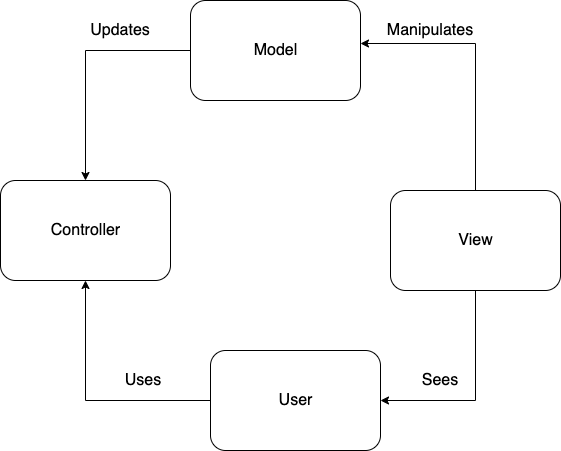 Updates
Model
Manipulates
Controller
View
Uses
User
Sees